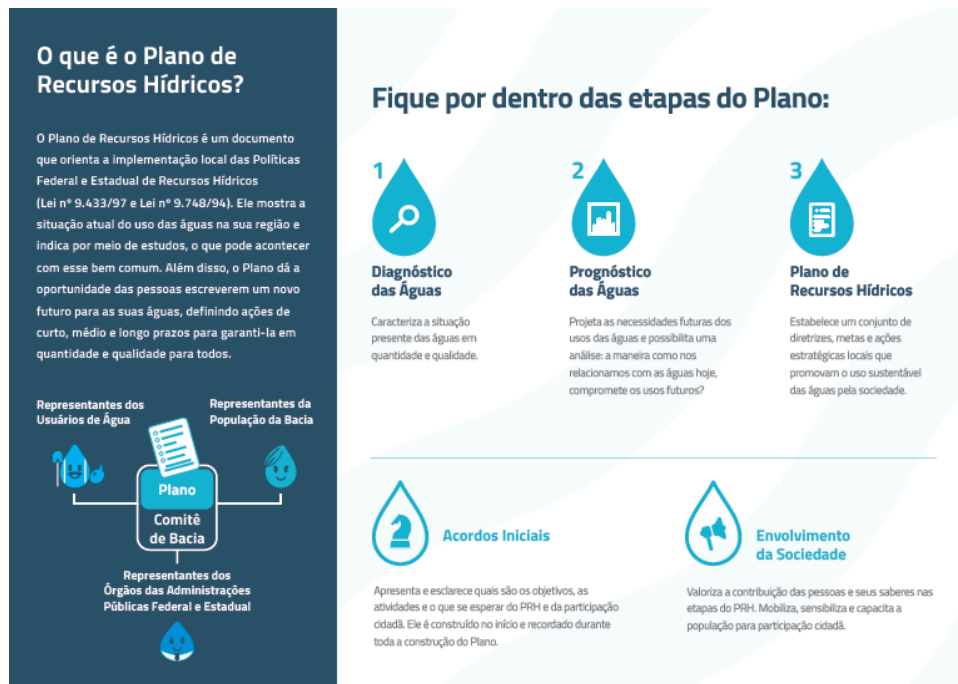 O que é o Plano de
Recursos Hídricos?
O Plano de Recursos Hídricos é um documento
que orienta a implementação local das Políticas
Federal e Estadual de Recursos Hídricos
(Lei nº 9.433/97 e Lei nº 9.748/94). Ele mostra a
situação atual do uso das águas na sua região e
indica por meio de estudos, o que pode acontecer
com esse bem comum. Além disso, o Plano dá a
oportunidade das pessoas escreverem um novo
futuro para as suas águas, definindo ações de
curto, médio e longo prazos para garanti-la em
quantidade e qualidade para todos.
Representantes dos
Usuários de Água
Representantes da
População da Bacia
Plano
Comitê
de Bacia
Representantes dos
Órgãos das Administrações
Públicas Federal e Estadual
Fique por dentro das etapas do Plano:
1
Diagnóstico
das Águas
Caracteriza a situação
presente das águas em
quantidade e qualidade.
2
Prognóstico
das Águas
Projeta as necessidades futuras dos
usos das águas e possibilita uma
análise: a maneira como nos
relacionamos com as águas hoje,
compromete os usos futuros?
3
Plano de
Recursos Hídricos
Estabelece um conjunto de
diretrizes, metas e ações
estratégicas locais que
promovam o uso sustentável
das águas pela sociedade.
Acordos Iniciais
Apresenta e esclarece quais são os objetivos, as
atividades e o que se esperar do PRH e da participação
cidadã. Ele é construído no início e recordado durante
toda a construção do Plano.
Envolvimento
da Sociedade
Valoriza a contribuição das pessoas e seus saberes nas
etapas do PRH. Mobiliza, sensibiliza e capacita a
população para participação cidadã.